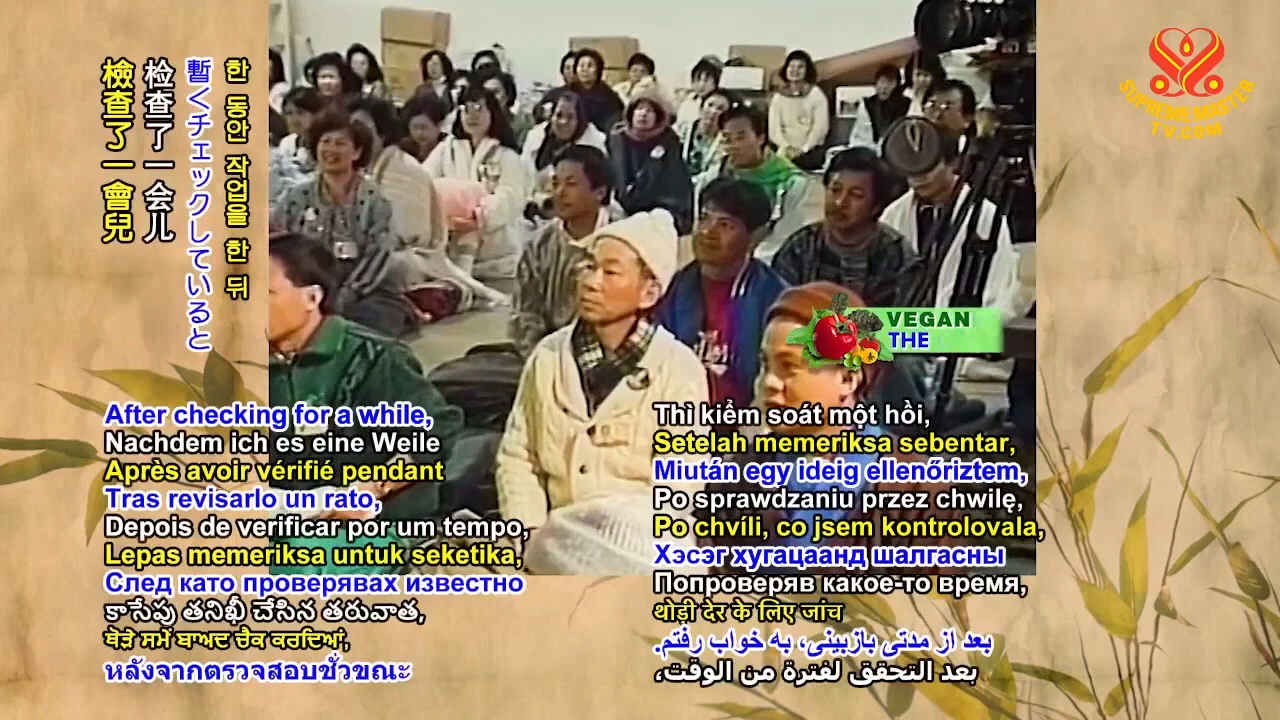 한 동안 작업을 한 뒤
暫くチェックしていると
检查了一会儿
檢查了一會兒
SUPREME MASTER
TV.COM
VEGAN
THE
After checking for a while,
Nachdem ich es eine Weile
Après avoir vérifié pendant
Tras revisarlo un rato,
Depois de verificar por um tempo,
Lepas memeriksa untuk seketika,
След като проверявах известно
కాసేపు తనిఖీ చేసిన తరువాత,
ਥੋੜੇ ਸਮੇਂ ਬਾਅਦ ਚੈਕ ਕਰਦਿਆਂ,
หลังจากตรวจสอบชั่วขณะ
Thì kiểm soát một hồi,
Setelah memeriksa sebentar,
Miután egy ideig ellenőriztem,
Po sprawdzaniu przez chwilę,
Po chvíli, co jsem kontrolovala,
Хэсэг хугацаанд шалгасны
Попроверяв какое-то время,
थोड़ी देर के लिए जांच
بعد از مدتی بازبینی، به خواب رفتم.
بعد التحقق لفترة من الوقت،